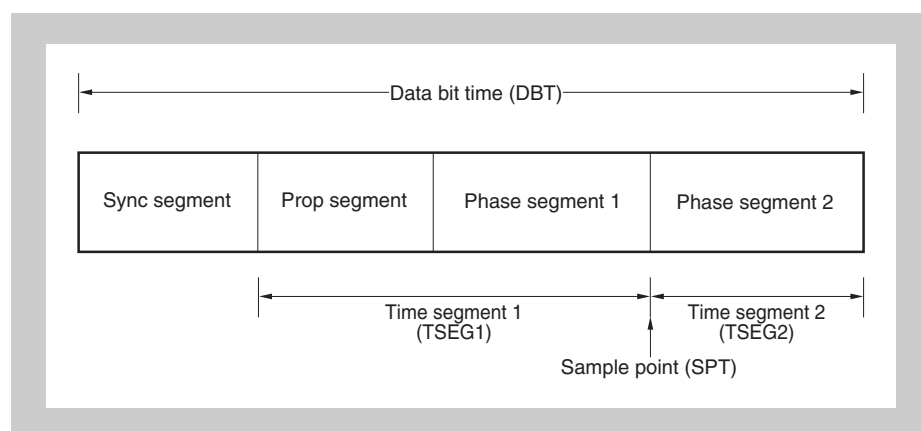 Data bit time (DBT)
Sync segment
Prop segment
Phase segment 1
Phase segment 2
Time segment 1
(TSEG1)
Time segment 2
(TSEG2)
Sample point (SPT)